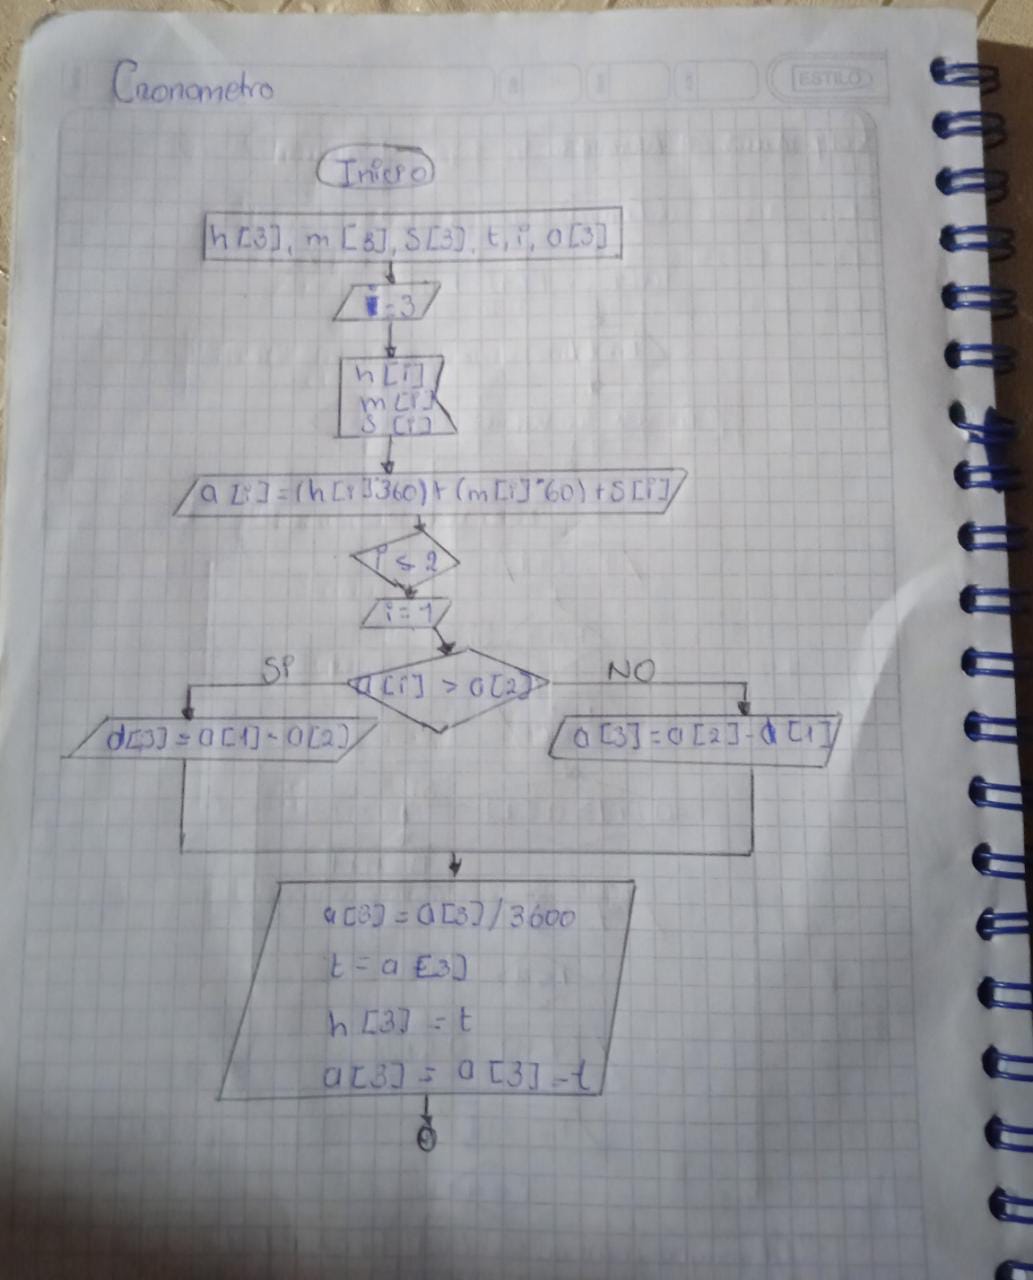 Cronometro
ESTILO
Inicio
h[3], m[3], S[3], t, i, a[3]
i=3
h[i]
m[i]
S[i]
a[i]=(h[i]*360)+(m[i]*60)+S[i]
i ≤ 2
i=1
Si
a[i] > a[2]
NO
d[3]=a[1]-a[2]
a[3]=a[2]-d[1]
a[3]=a[3]/3600
t=a[3]
h[3]=t
a[3]=a[3]-t